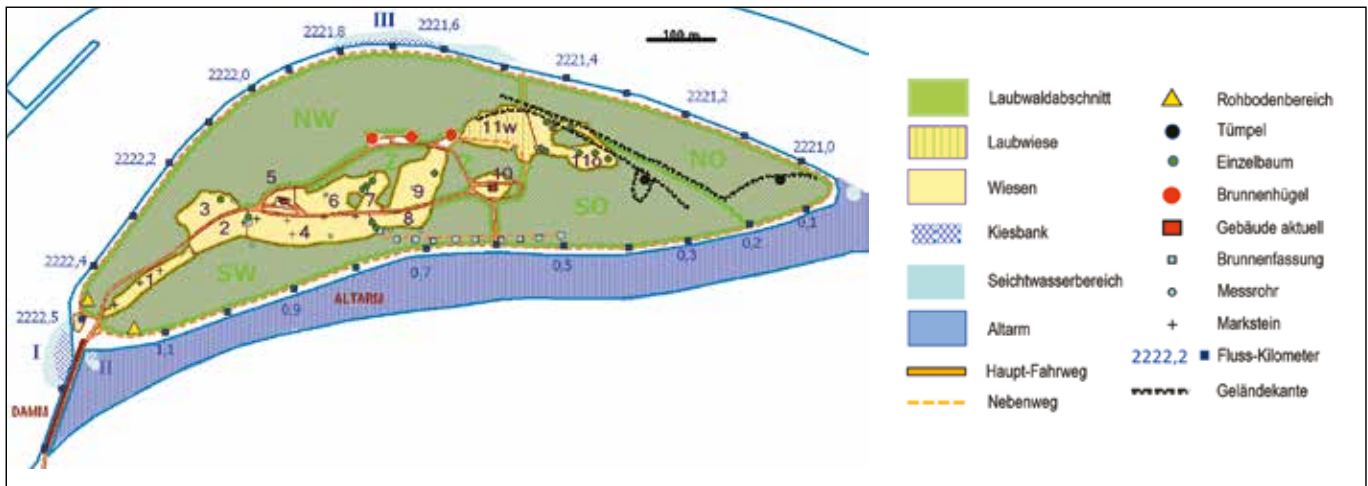 III
2221,8
2221,6
100 m
2222,0
2221,4
2221,2
2222,2
NW
11w
NO
2221,0
11ö
5
10
3
6
7
9
2
4
8
SO
SW
1
2222,4
2222,5
0,1
0,2
0,3
0,5
0,7
0,9
1,1
ALTARM
I
II
DAMM
?
?
Laubwaldabschnitt
Laubwiese
Wiesen
Kiesbank
Seichtwasserbereich
Altarm
Haupt-Fahrweg
Nebenweg
Rohbodenbereich
Tümpel
Einzelbaum
Brunnenhügel
Gebäude aktuell
Brunnenfassung
Messrohr
Markstein
2222,2 Fluss-Kilometer
Geländekante